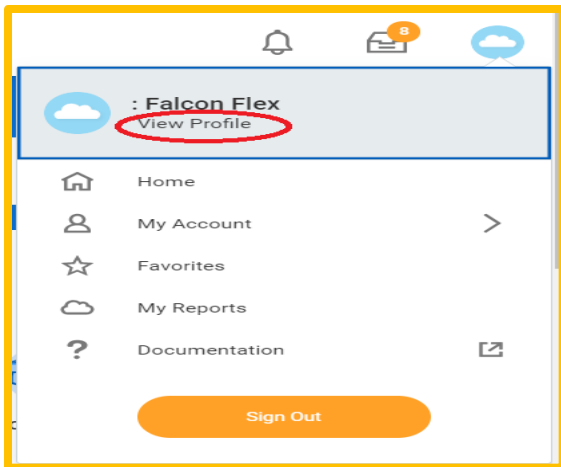 8
: Falcon Flex
View Profile
Home
My Account
Favorites
My Reports
? Documentation
Sign Out